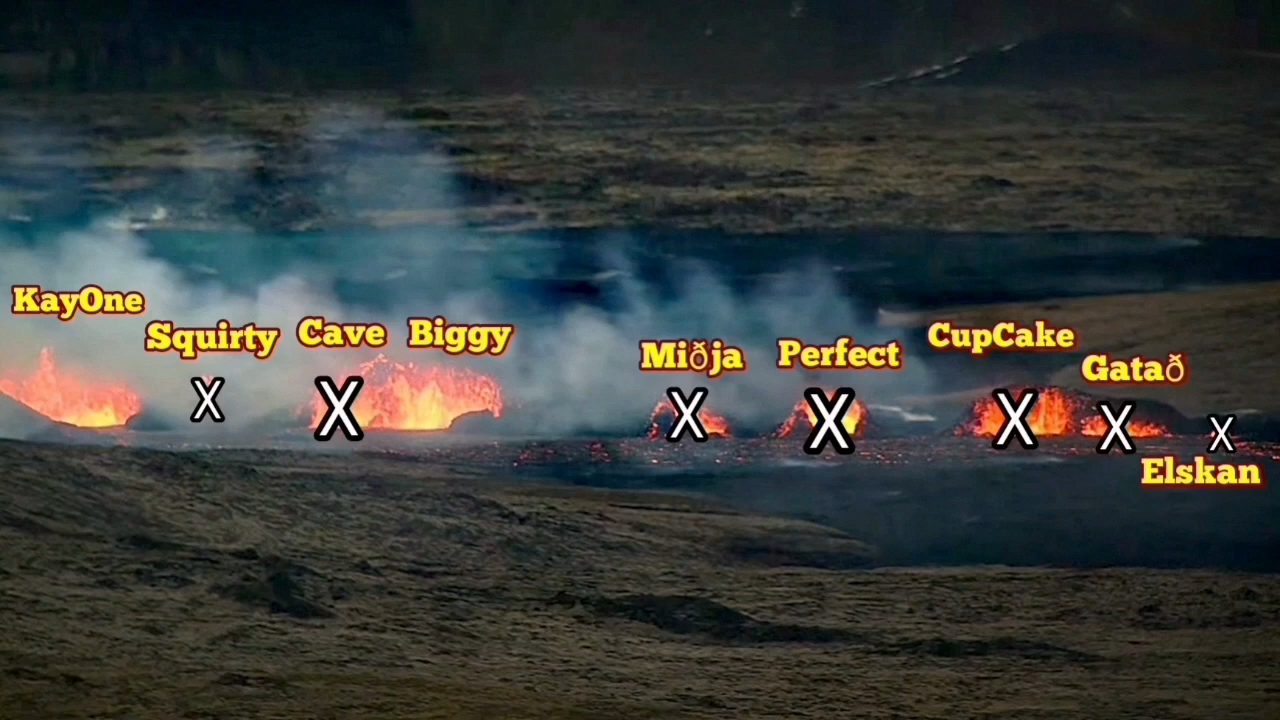 KayOne
Squirty
Cave
Biggy
Miðja
Perfect
CupCake
Gatað
Elskan
X
X
X
X
X
X
X